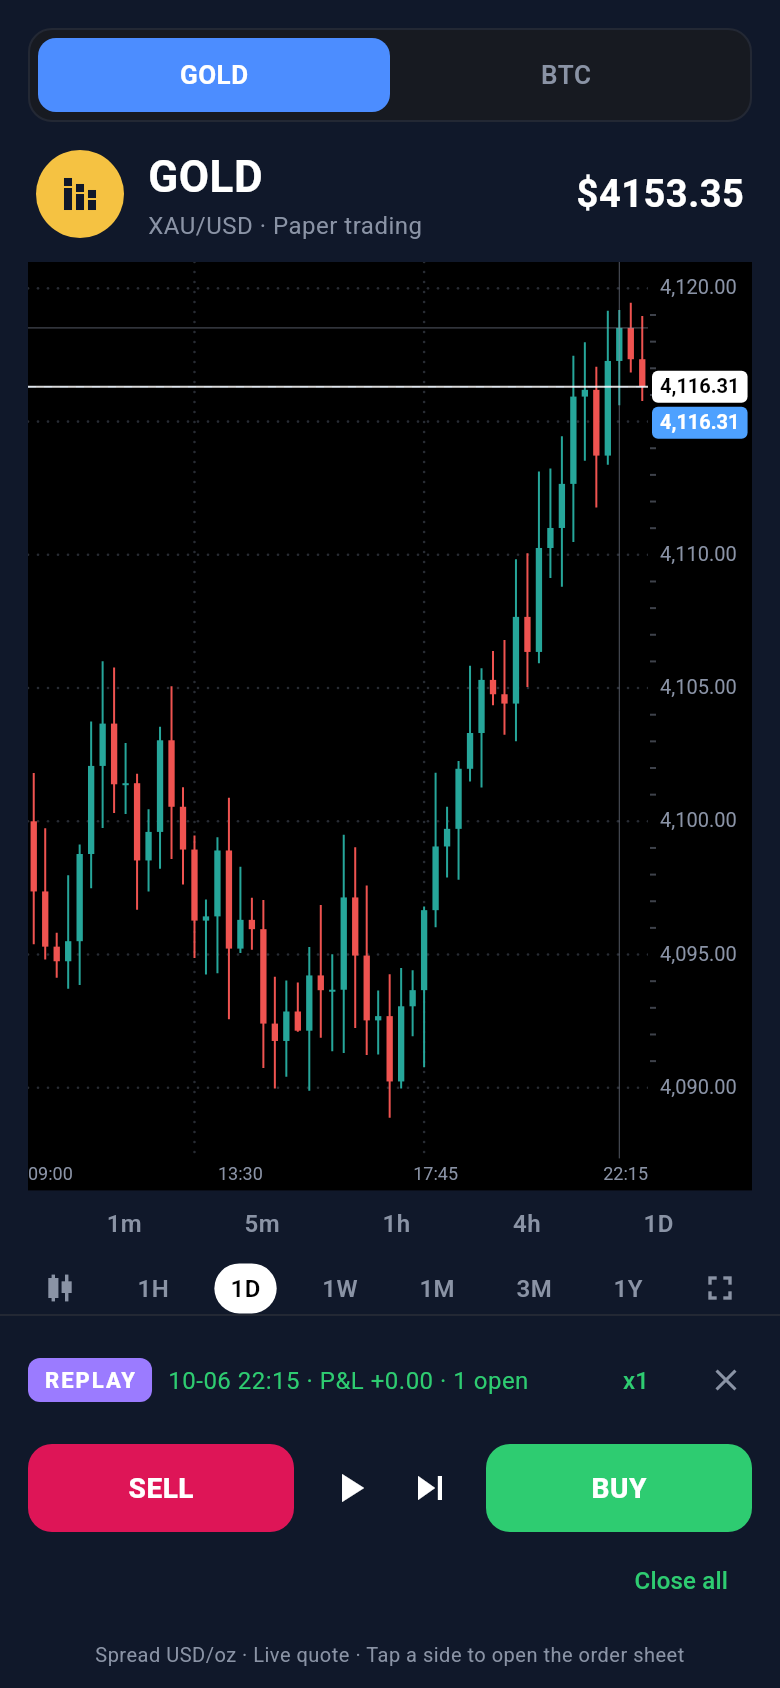 GOLD BTC
GOLD
$4153.35
XAU/USD · Paper trading
4,120.00
4,116.31
4,116.31
4,110.00
4,105.00
4,100.00
4,095.00
4,090.00
09:00 13:30 17:45 22:15
1m 5m 1h 4h 1D
1H 1D 1W 1M 3M 1Y
REPLAY 10-06 22:15 · P&L +0.00 · 1 open x1
SELL BUY
Close all
Spread USD/oz · Live quote · Tap a side to open the order sheet